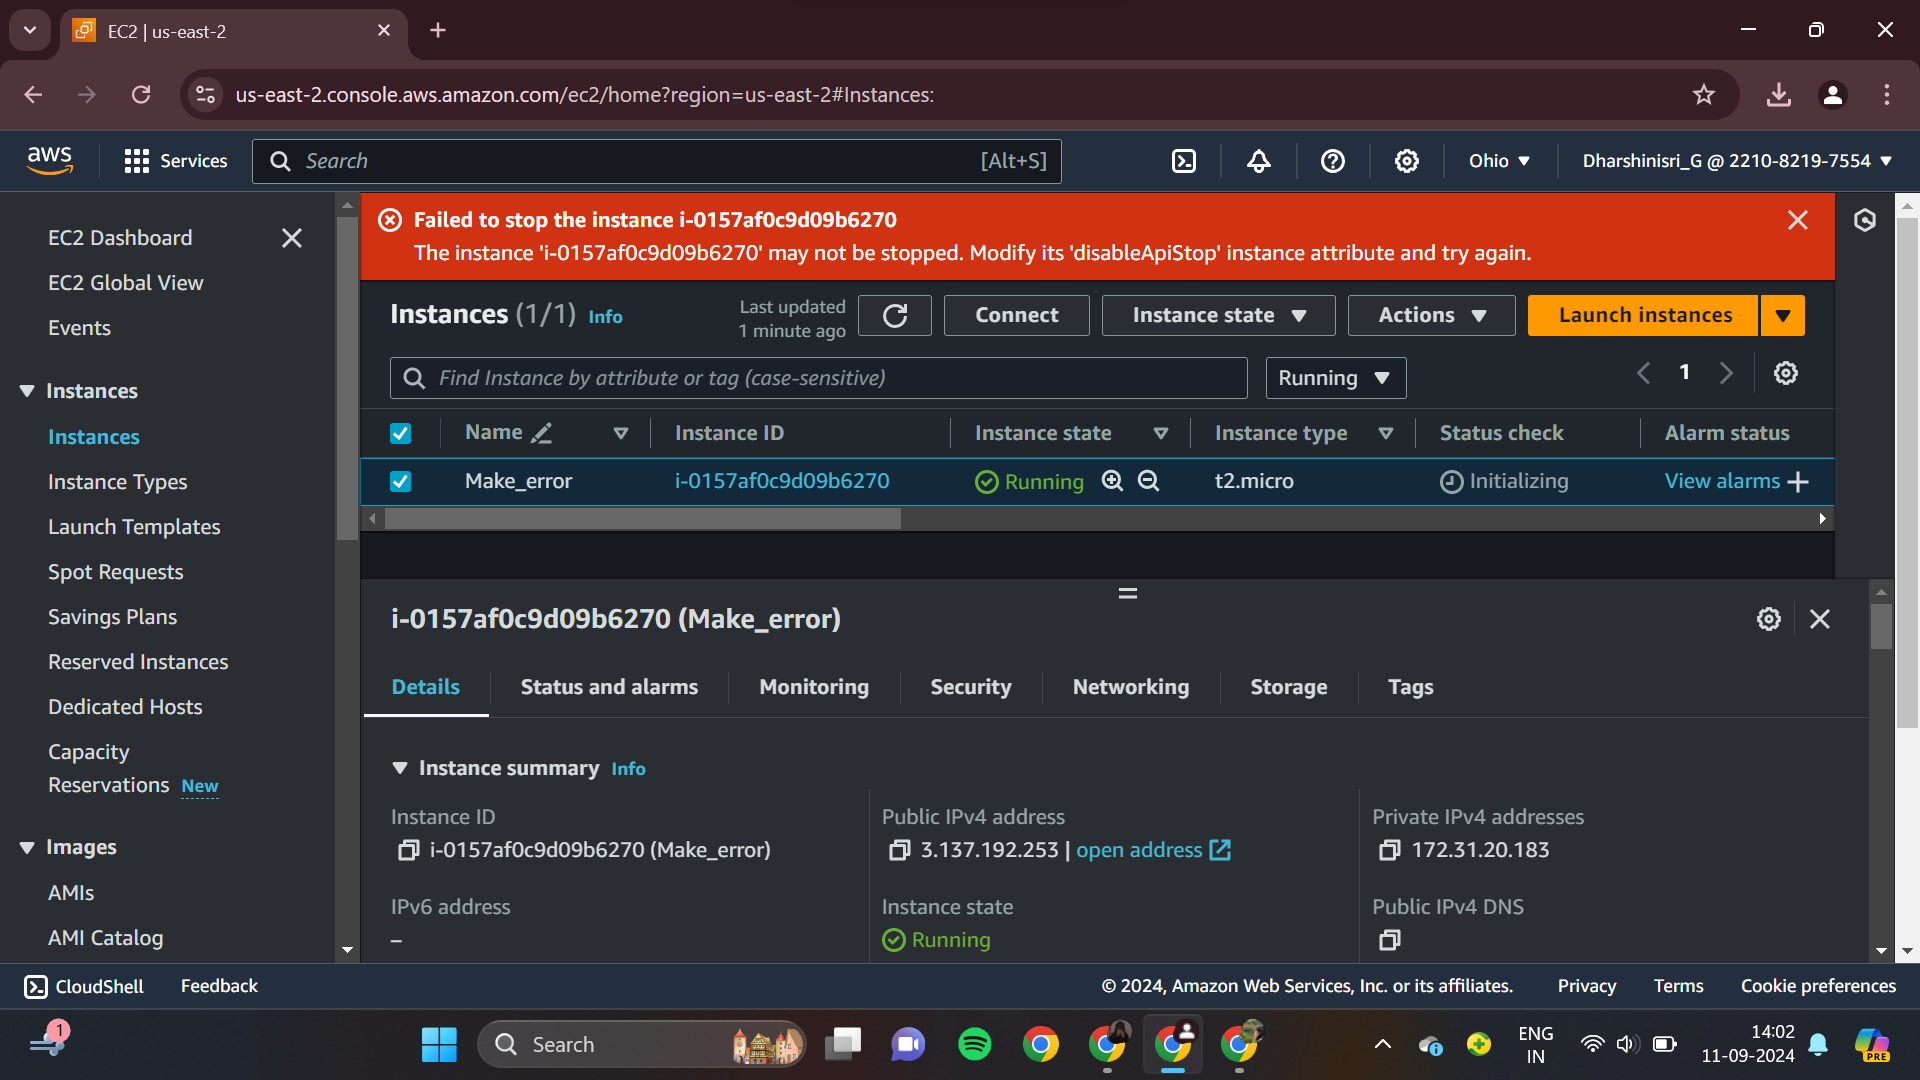 EC2 | us-east-2
us-east-2.console.aws.amazon.com/ec2/home?region=us-east-2#Instances:
aws
Services
Search
[Alt+S]
Ohio
Dharshinisri_G @ 2210-8219-7554
EC2 Dashboard
EC2 Global View
Events
Instances
Instances
Instance Types
Launch Templates
Spot Requests
Savings Plans
Reserved Instances
Dedicated Hosts
Capacity
Reservations New
Images
AMIs
AMI Catalog
Failed to stop the instance i-0157af0c9d09b6270
The instance 'i-0157af0c9d09b6270' may not be stopped. Modify its 'disableApiStop' instance attribute and try again.
Instances (1/1) Info
Last updated
1 minute ago
Connect
Instance state
Actions
Launch instances
Find Instance by attribute or tag (case-sensitive)
Running
1
Name
Instance ID
Instance state
Instance type
Status check
Alarm status
Make_error
i-0157af0c9d09b6270
Running
t2.micro
Initializing
View alarms
i-0157af0c9d09b6270 (Make_error)
Details
Status and alarms
Monitoring
Security
Networking
Storage
Tags
Instance summary Info
Instance ID
i-0157af0c9d09b6270 (Make_error)
Public IPv4 address
3.137.192.253 | open address
Private IPv4 addresses
172.31.20.183
IPv6 address
–
Instance state
Running
Public IPv4 DNS
CloudShell
Feedback
© 2024, Amazon Web Services, Inc. or its affiliates.
Privacy
Terms
Cookie preferences
1
Search
ENG
IN
14:02
11-09-2024
PRE